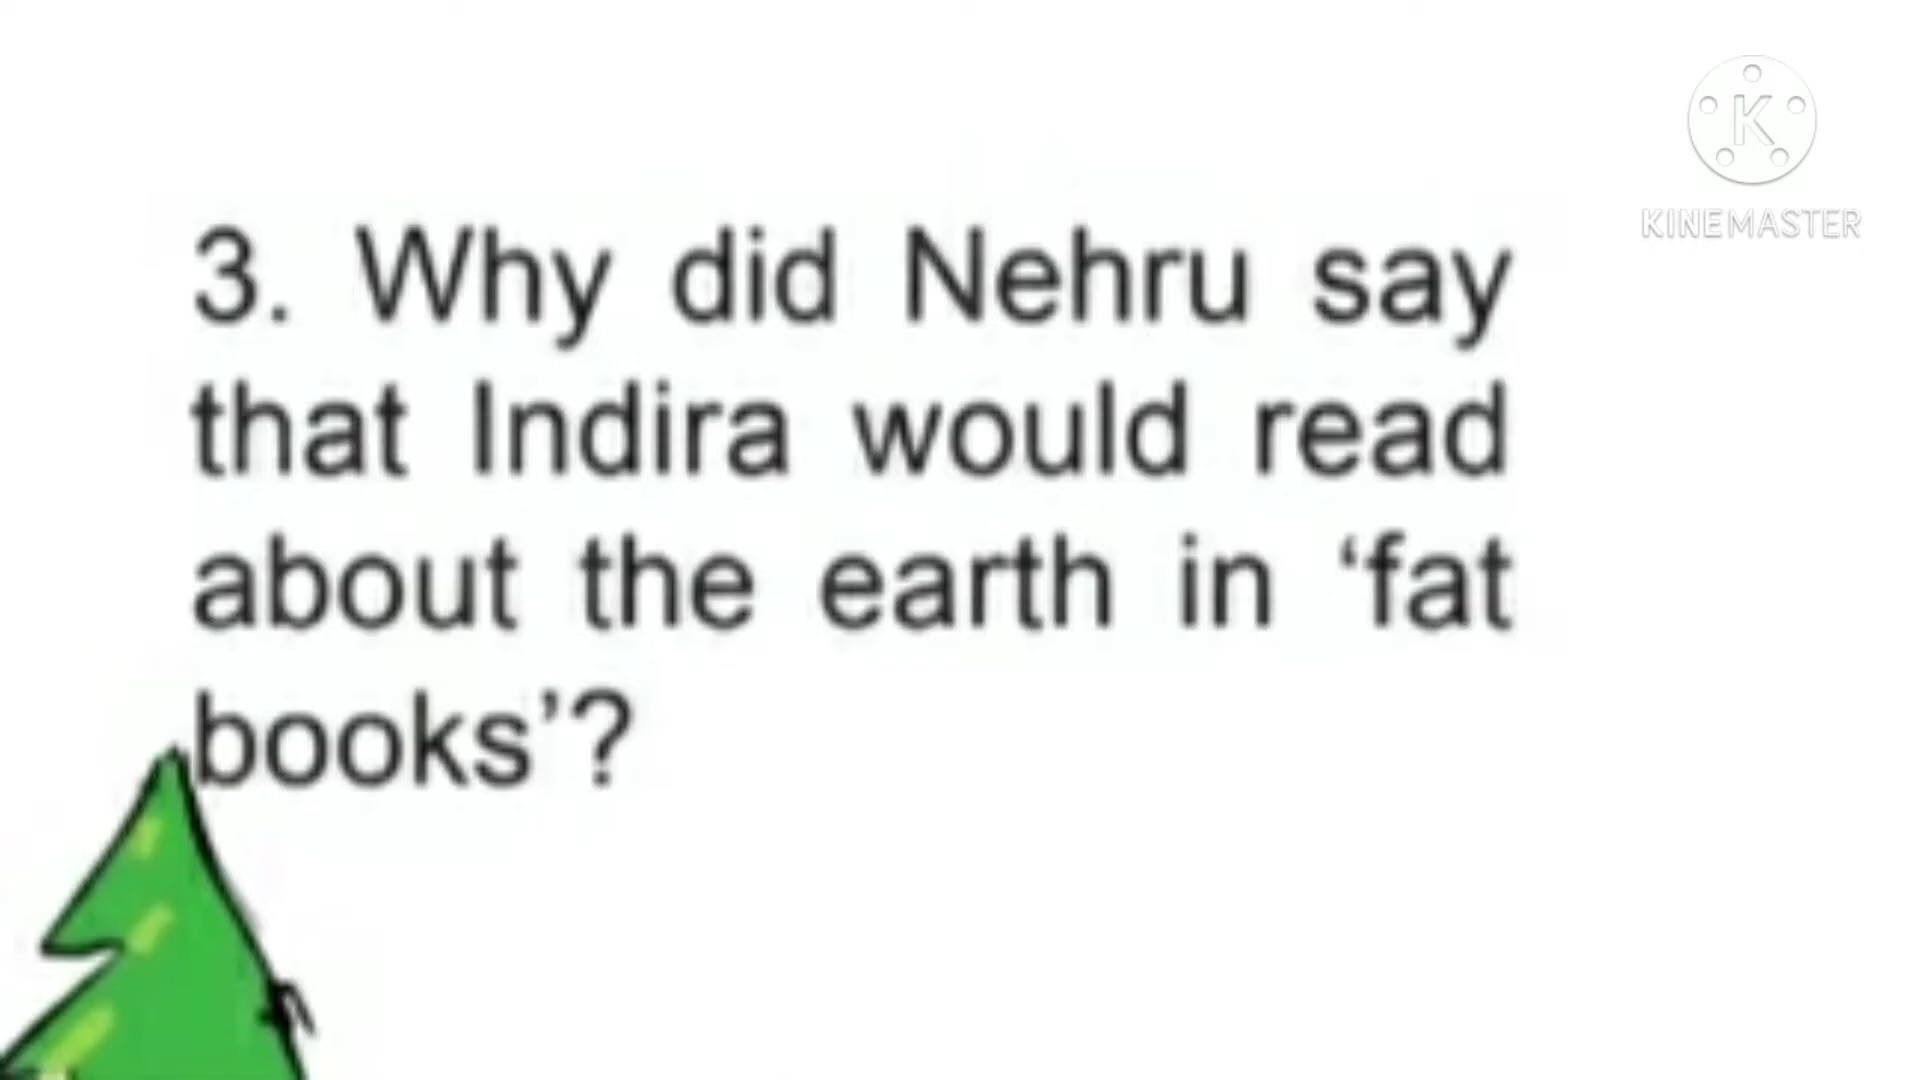 K
KINEMASTER
3. Why did Nehru say
that Indira would read
about the earth in ‘fat
books’?